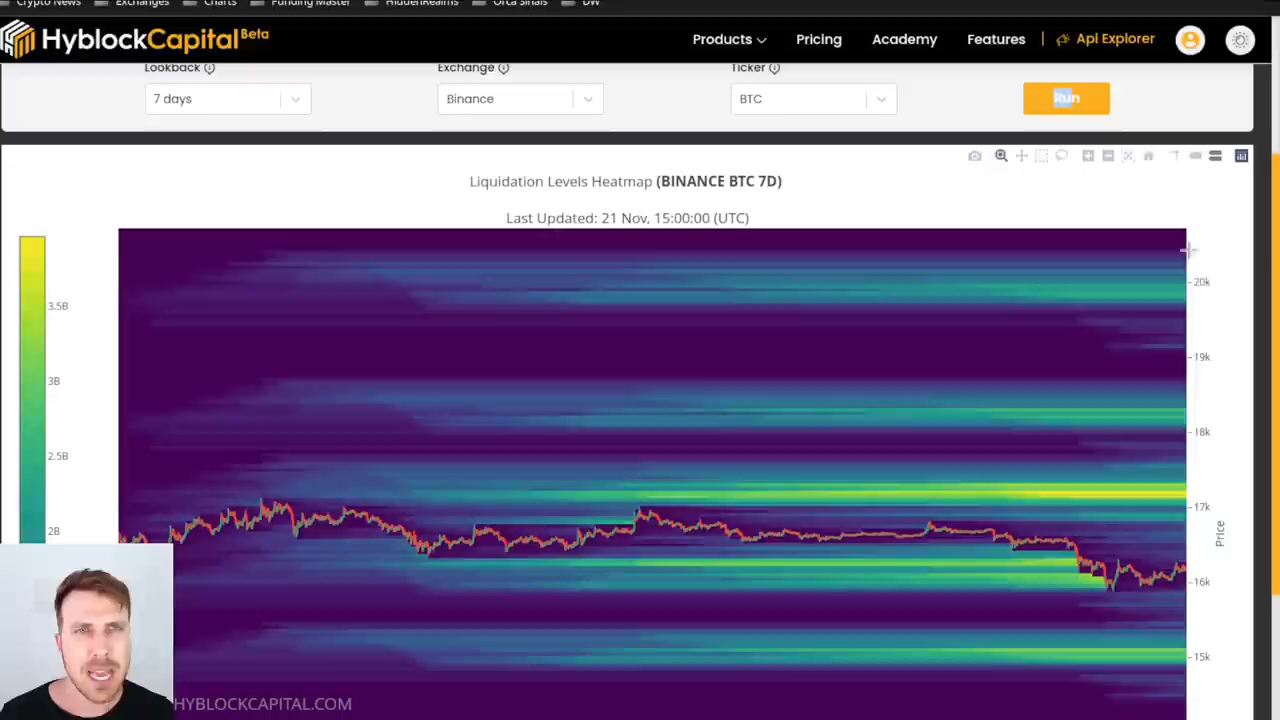 Crypto News Exchanges Charts Funding Master HiddenRealms Orca Sinals DW
HyblockCapital Beta
Products Pricing Academy Features Api Explorer
Lookback Exchange Ticker
7 days Binance BTC Run
Liquidation Levels Heatmap (BINANCE BTC 7D)
Last Updated: 21 Nov, 15:00:00 (UTC)
20k
3.5B
19k
3B
18k
2.5B
17k
2B
Price
16k
15k
HYBLOCKCAPITAL.COM